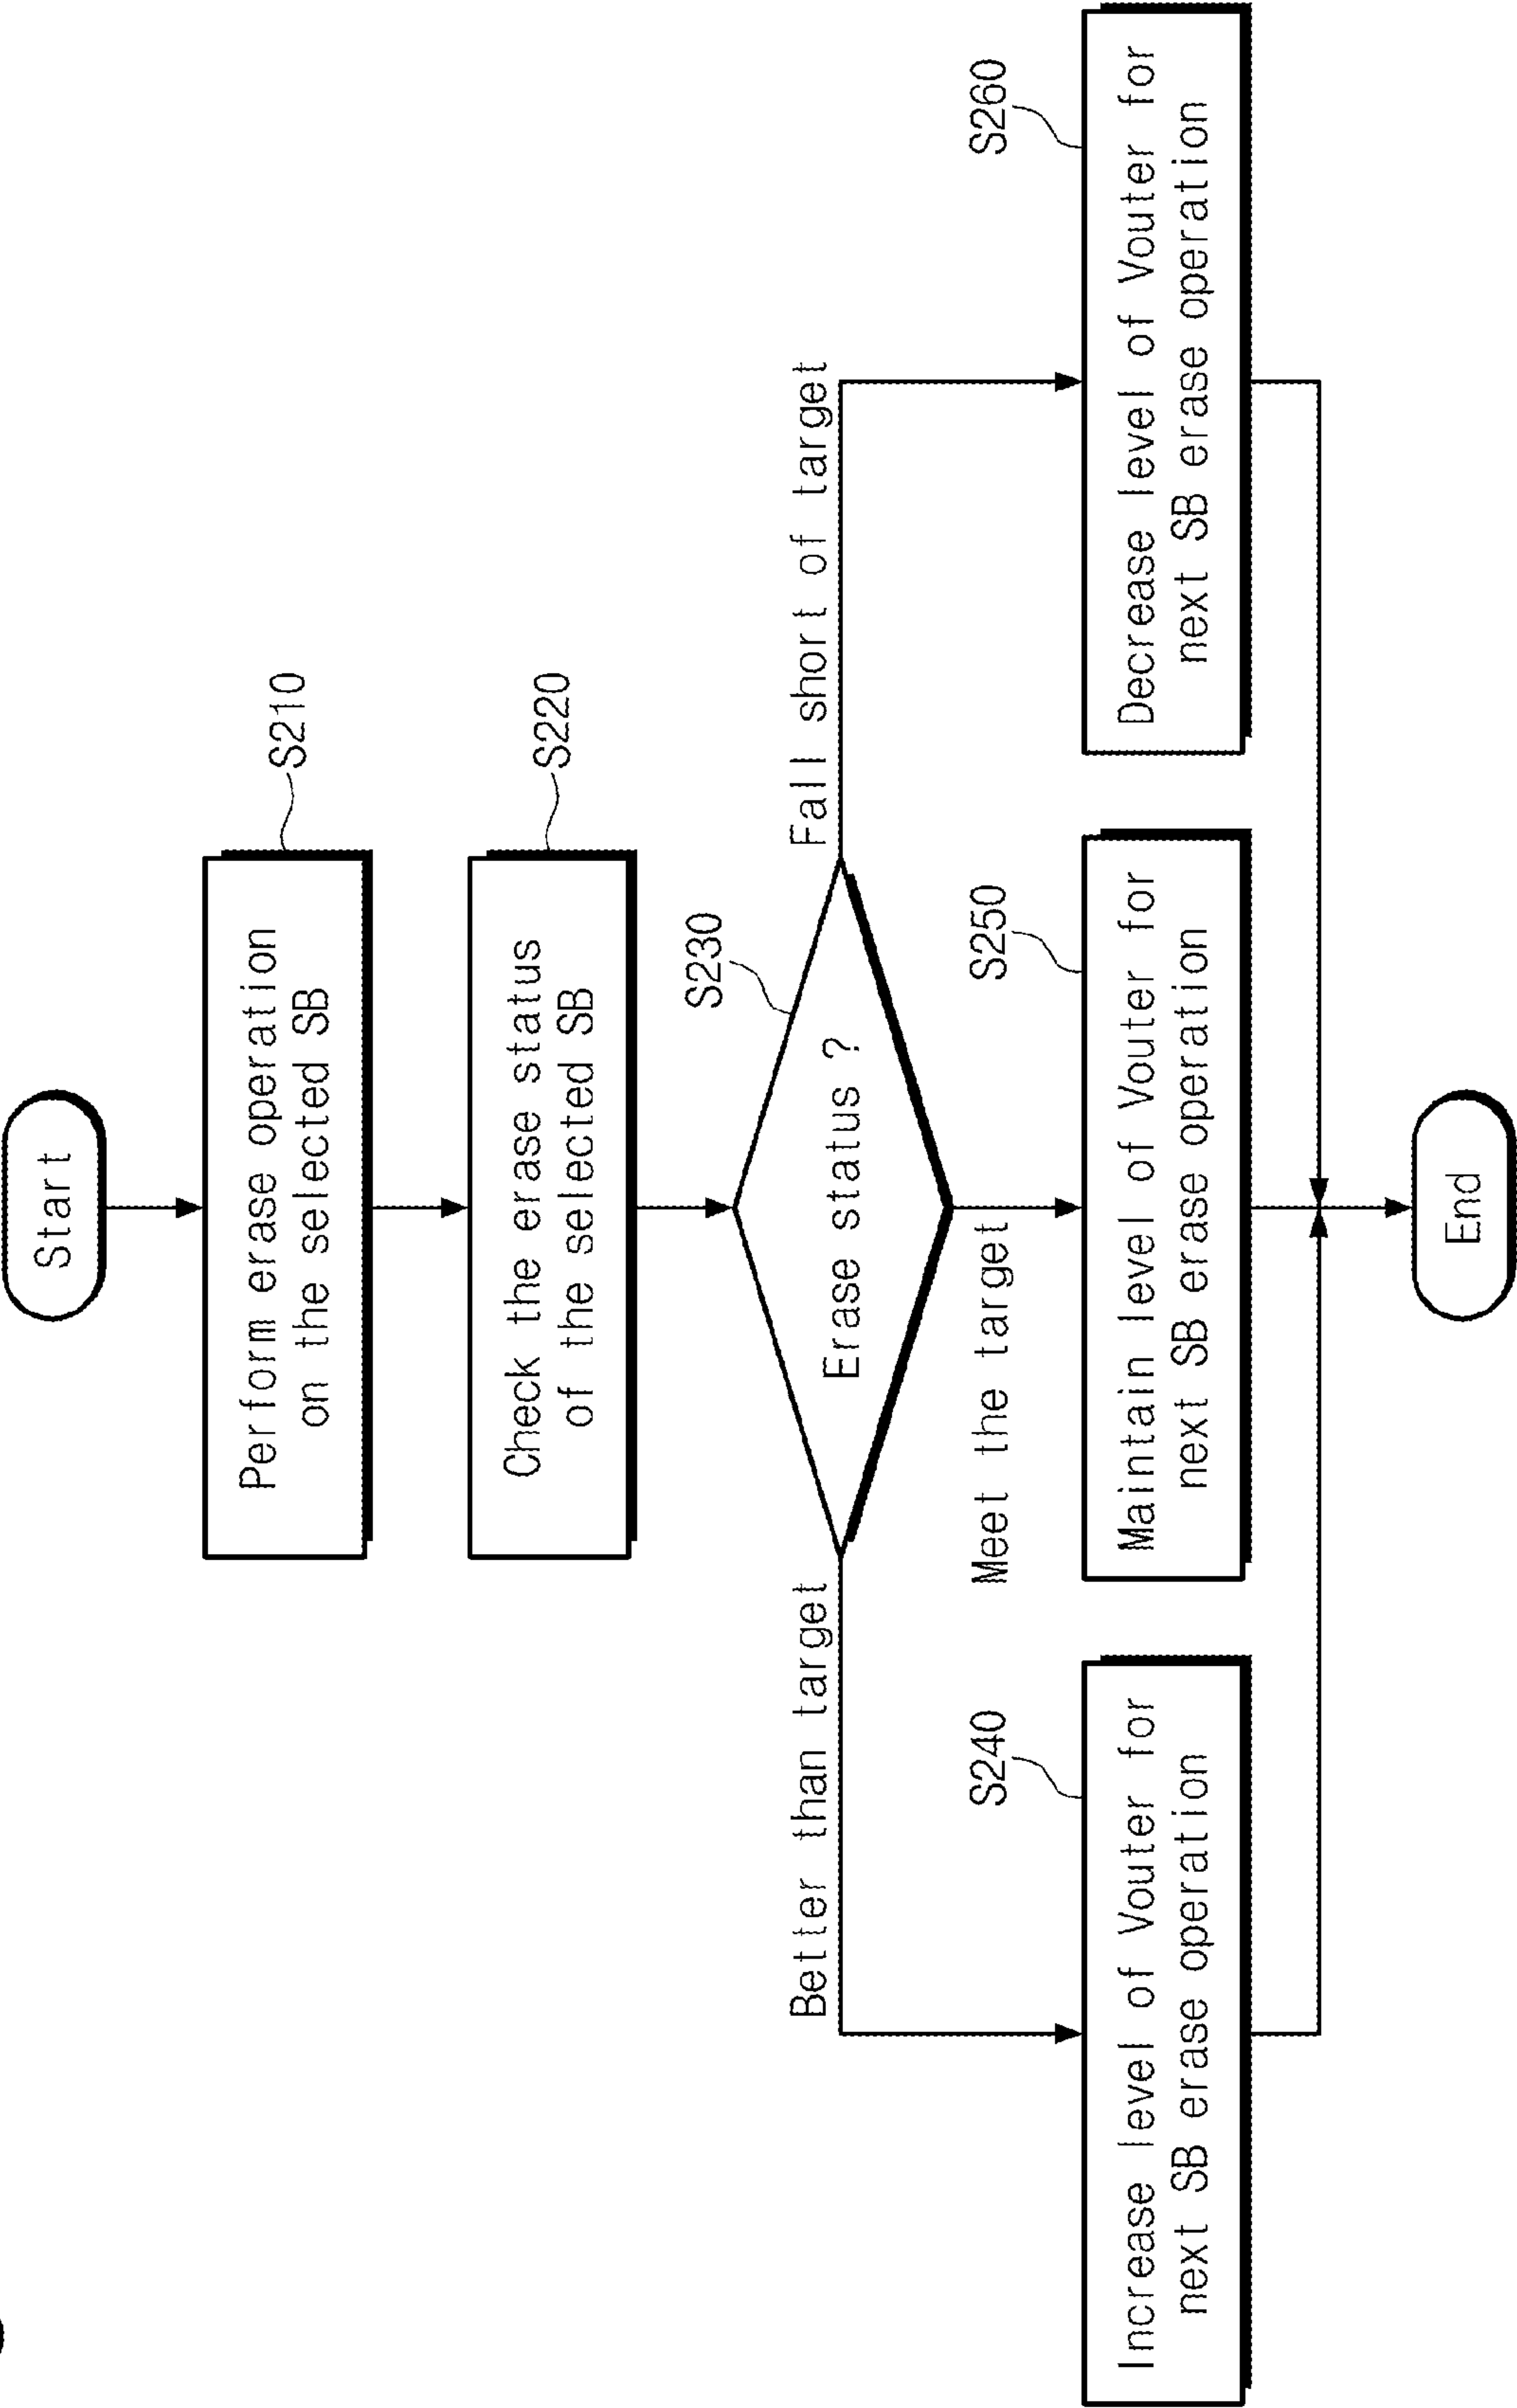 Start
Perform erase operation
on the selected SB
S210
Check the erase status
of the selected SB
S220
S230
Erase status ?
Better than target
Meet the target
Fall short of target
S240
Increase level of Vouter for
next SB erase operation
S250
Maintain level of Vouter for
next SB erase operation
S260
Decrease level of Vouter for
next SB erase operation
End